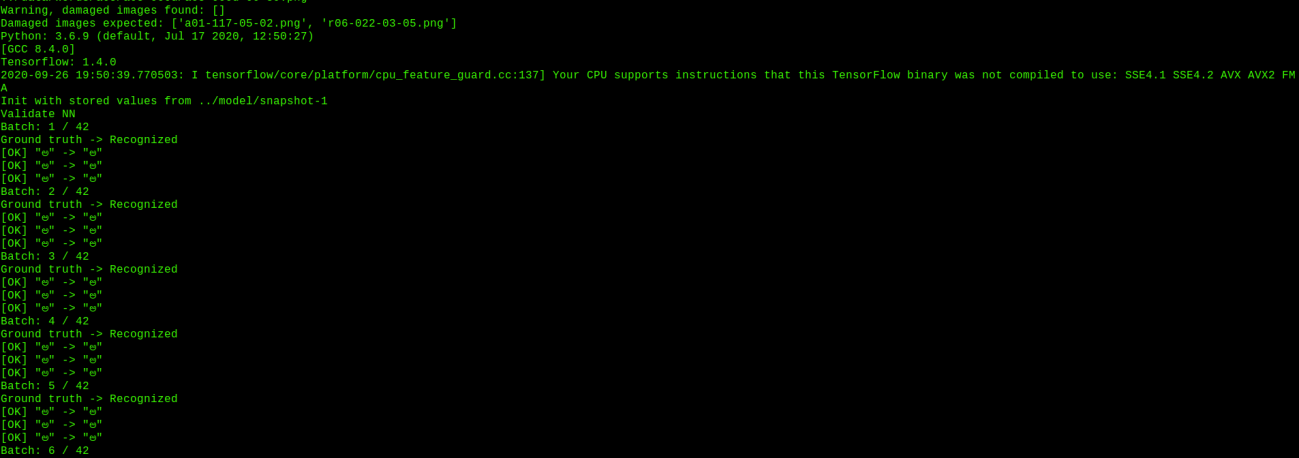 Warning, damaged images found: []
Damaged images expected: ['a01-117-05-02.png', 'r06-022-03-05.png']
Python: 3.6.9 (default, Jul 17 2020, 12:50:27)
[GCC 8.4.0]
Tensorflow: 1.4.0
2020-09-26 19:50:39.770503: I tensorflow/core/platform/cpu_feature_guard.cc:137] Your CPU supports instructions that this TensorFlow binary was not compiled to use: SSE4.1 SSE4.2 AVX AVX2 FM
A
Init with stored values from ../model/snapshot-1
Validate NN
Batch: 1 / 42
Ground truth -> Recognized
[OK] "ಅ" -> "ಅ"
[OK] "ಅ" -> "ಅ"
[OK] "ಅ" -> "ಅ"
Batch: 2 / 42
Ground truth -> Recognized
[OK] "ಅ" -> "ಅ"
[OK] "ಅ" -> "ಅ"
[OK] "ಅ" -> "ಅ"
Batch: 3 / 42
Ground truth -> Recognized
[OK] "ಅ" -> "ಅ"
[OK] "ಅ" -> "ಅ"
[OK] "ಅ" -> "ಅ"
Batch: 4 / 42
Ground truth -> Recognized
[OK] "ಅ" -> "ಅ"
[OK] "ಅ" -> "ಅ"
[OK] "ಅ" -> "ಅ"
Batch: 5 / 42
Ground truth -> Recognized
[OK] "ಅ" -> "ಅ"
[OK] "ಅ" -> "ಅ"
[OK] "ಅ" -> "ಅ"
Batch: 6 / 42